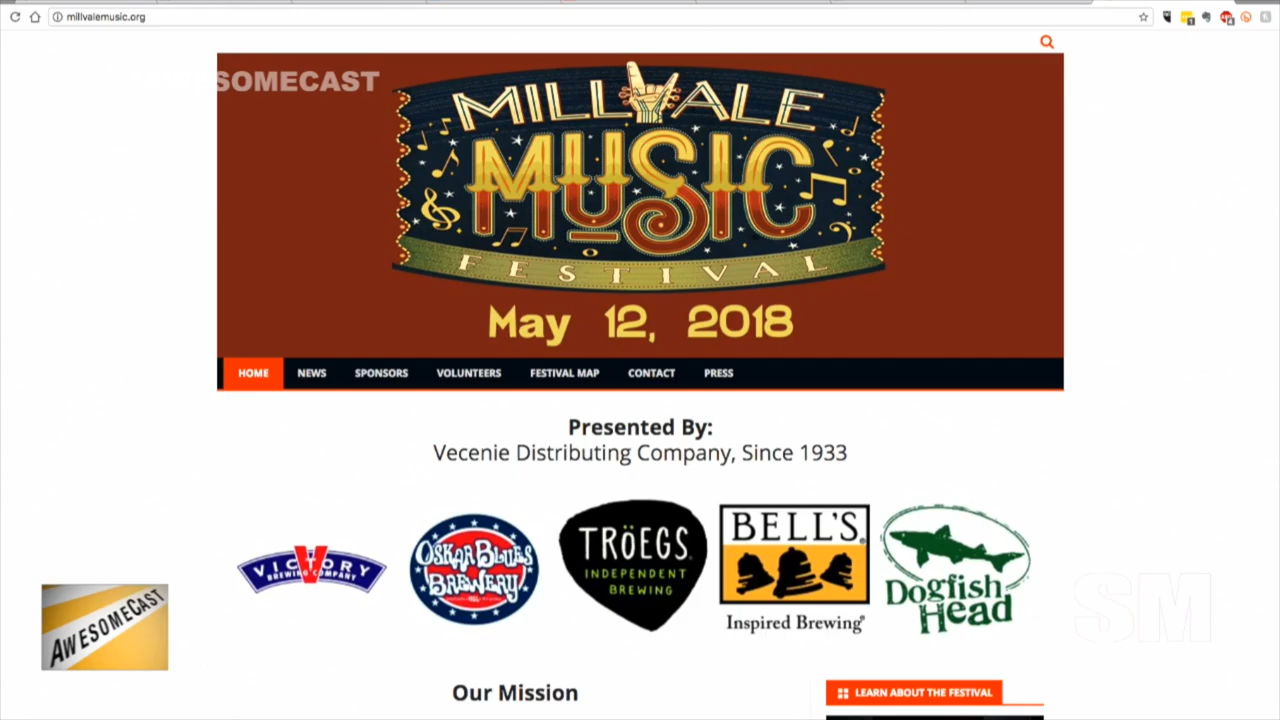 millvalemusic.org
SOMECAST
MILLVALE
MUSIC
FESTIVAL
May 12, 2018
HOME NEWS SPONSORS VOLUNTEERS FESTIVAL MAP CONTACT PRESS
Presented By:
Vecenie Distributing Company, Since 1933
VICTORY
BREWING COMPANY
OSKAR BLUES
BREWERY
TRöEGS
INDEPENDENT
BREWING
BELL'S
Inspired Brewing®
Dogfish
Head
AWESOMECAST
SM
Our Mission
LEARN ABOUT THE FESTIVAL